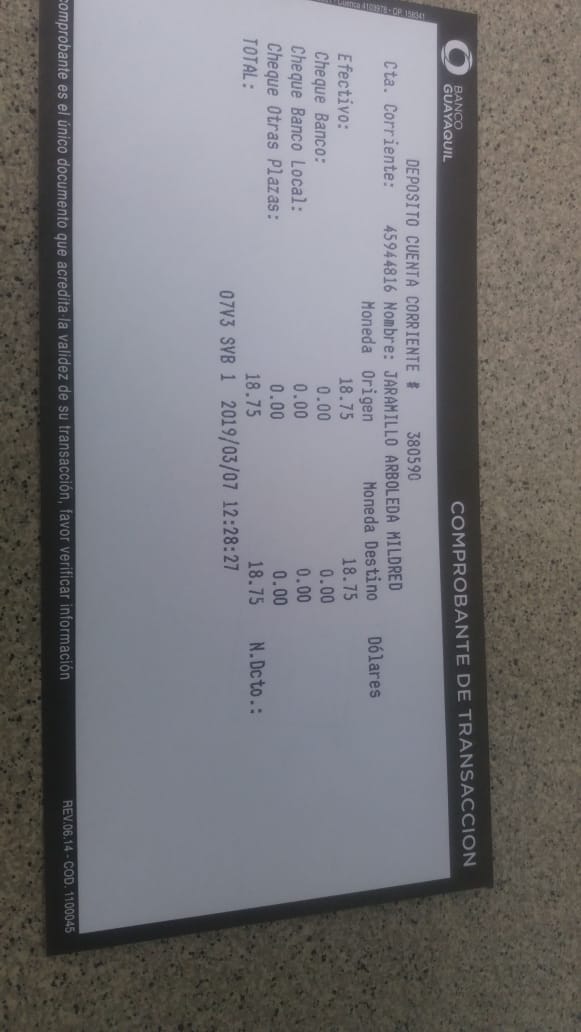 Cuenca 4103978 - OP. 158341
BANCO
GUAYAQUIL
COMPROBANTE DE TRANSACCION
DEPOSITO CUENTA CORRIENTE # 380590
Cta. Corriente: 45944816 Nombre: JARAMILLO ARBOLEDA MILDRED
Moneda Origen Moneda Destino Dólares
Efectivo: 18.75 18.75
Cheque Banco: 0.00 0.00
Cheque Banco Local: 0.00 0.00
Cheque Otras Plazas: 0.00 0.00
TOTAL: 18.75 18.75 N.Dcto.:
07V3 SVB 1 2019/03/07 12:28:27
comprobante es el único documento que acredita la validez de su transacción, favor verificar información
REV.06.14 - COD. 1100045